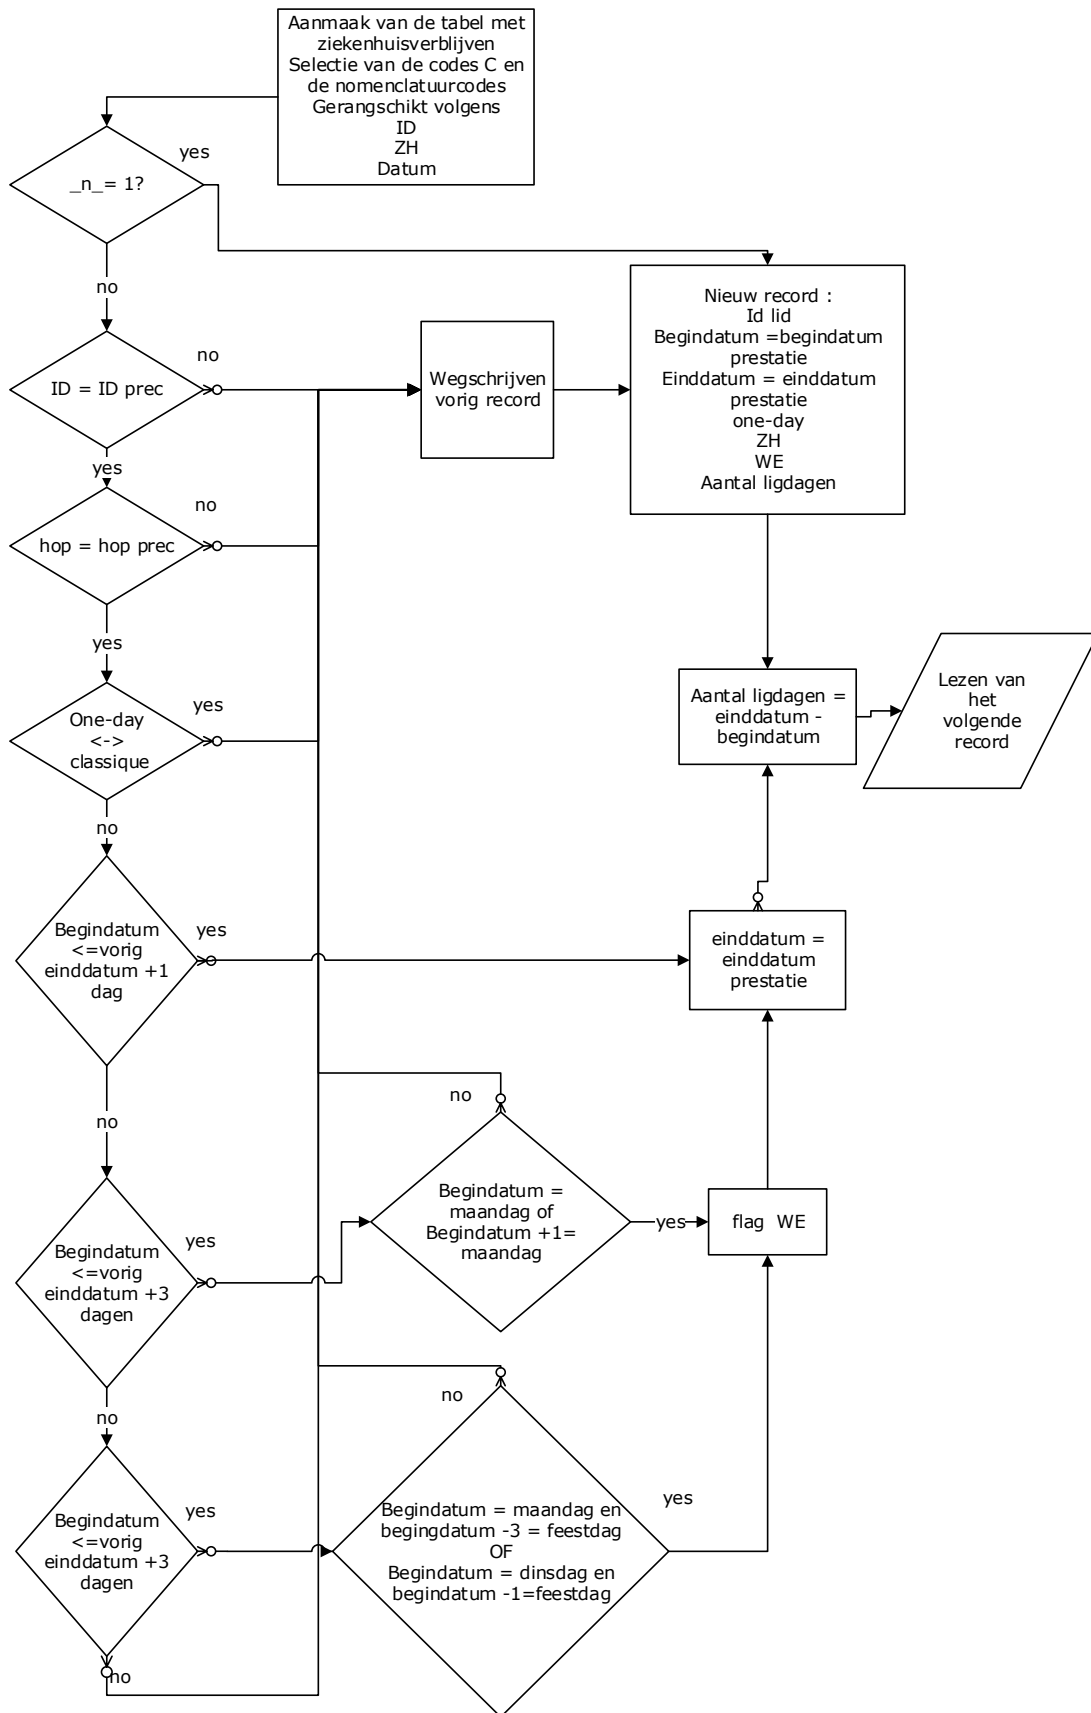 Aanmaak van de tabel met
ziekenhuisverblijven
Selectie van de codes C en
de nomenclatuurcodes
Gerangschikt volgens
ID
ZH
Datum
yes
_n_= 1?
no
Nieuw record :
Id lid
Begindatum =begindatum
prestatie
Einddatum = einddatum
prestatie
one-day
ZH
WE
Aantal ligdagen
no
ID = ID prec
Wegschrijven
vorig record
yes
no
hop = hop prec
yes
yes
One-day
<->
classique
Aantal ligdagen =
einddatum -
begindatum
Lezen van
het
volgende
record
no
Begindatum
<=vorig
einddatum +1
dag
yes
einddatum =
einddatum
prestatie
no
no
Begindatum =
maandag of
Begindatum +1=
maandag
yes
flag WE
Begindatum
<=vorig
einddatum +3
dagen
yes
no
no
Begindatum
<=vorig
einddatum +3
dagen
yes
Begindatum = maandag en
begingdatum -3 = feestdag
OF
Begindatum = dinsdag en
begindatum -1=feestdag
yes
no